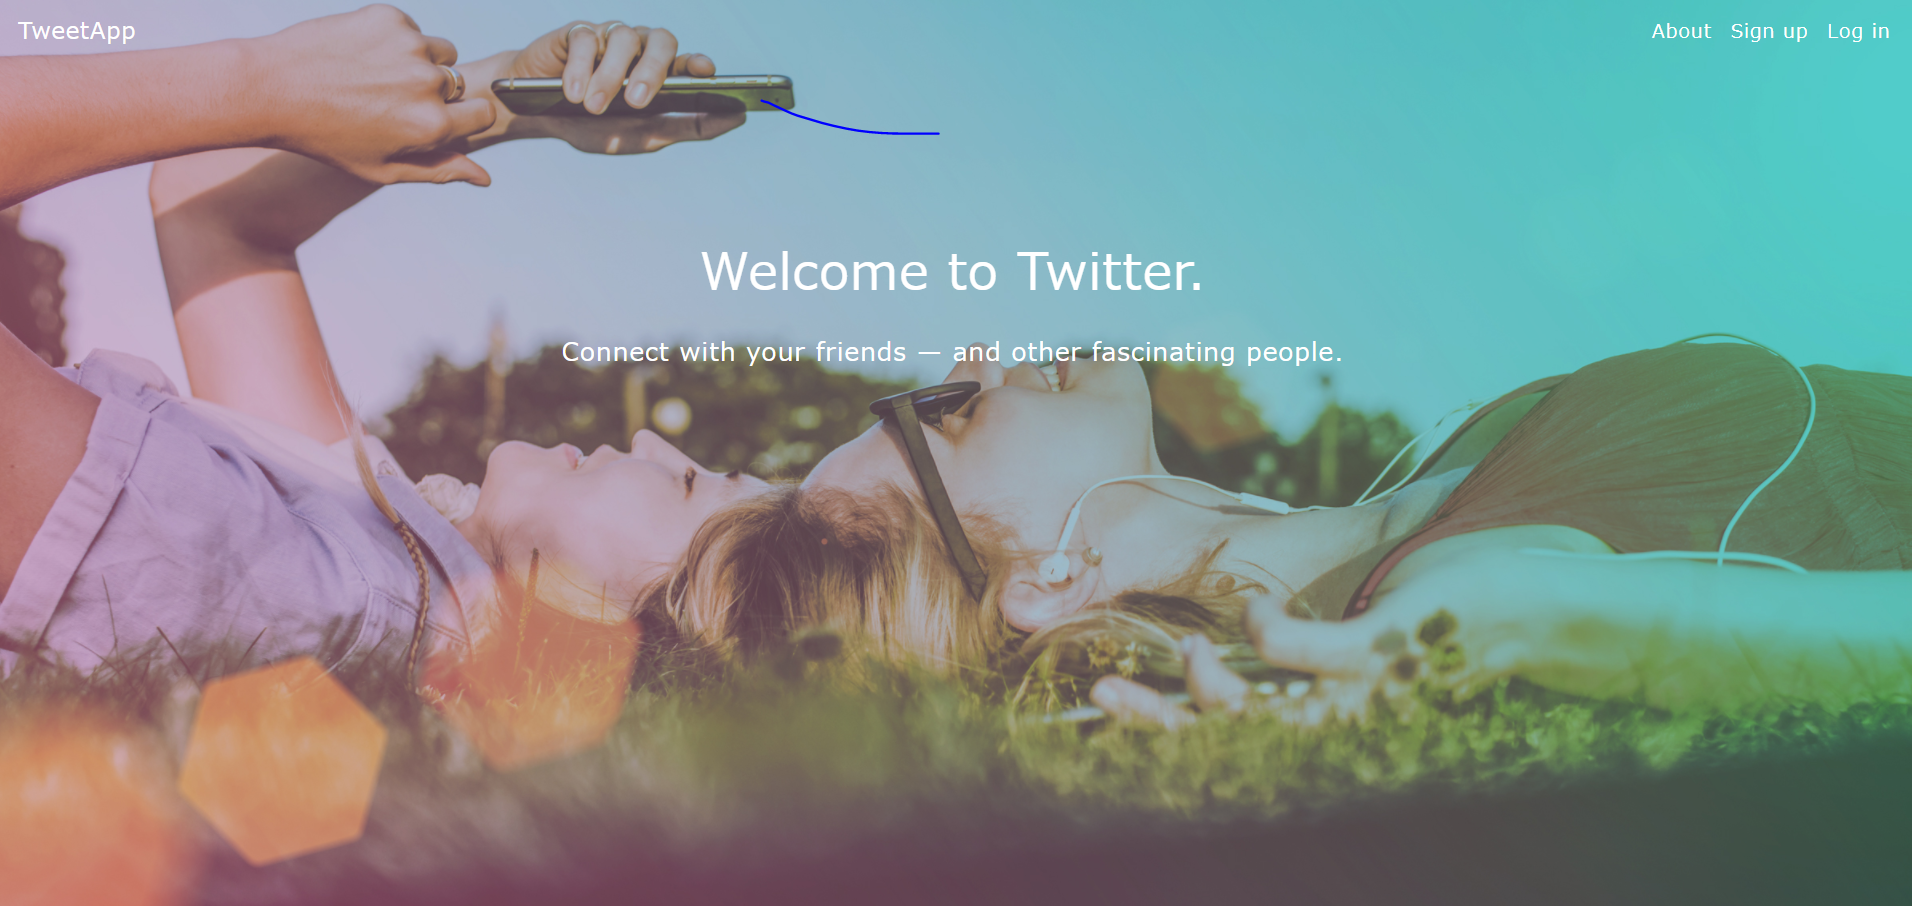 TweetApp
About Sign up Log in
Welcome to Twitter.
Connect with your friends — and other fascinating people.